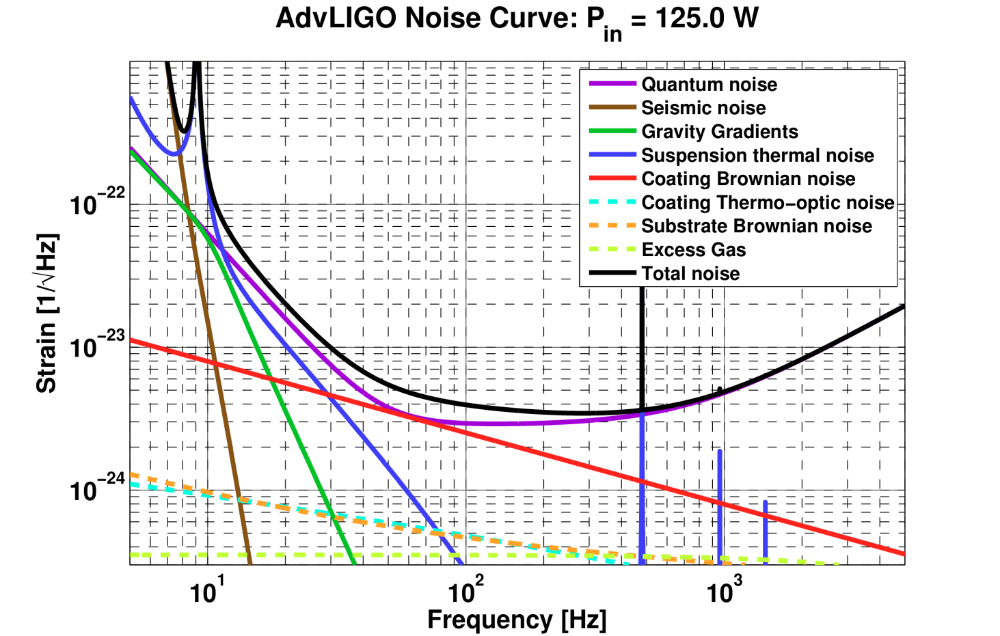 AdvLIGO Noise Curve: P_in = 125.0 W
Quantum noise
Seismic noise
Gravity Gradients
Suspension thermal noise
Coating Brownian noise
Coating Thermo−optic noise
Substrate Brownian noise
Excess Gas
Total noise
10^−22
10^−23
10^−24
Strain [1/√Hz]
10^1 10^2 10^3
Frequency [Hz]